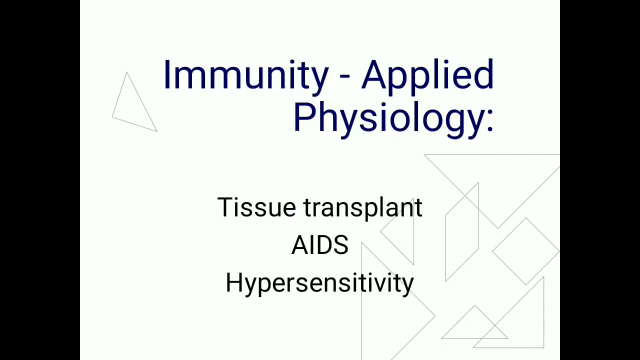 Immunity - Applied
Physiology:
Tissue transplant
AIDS
Hypersensitivity